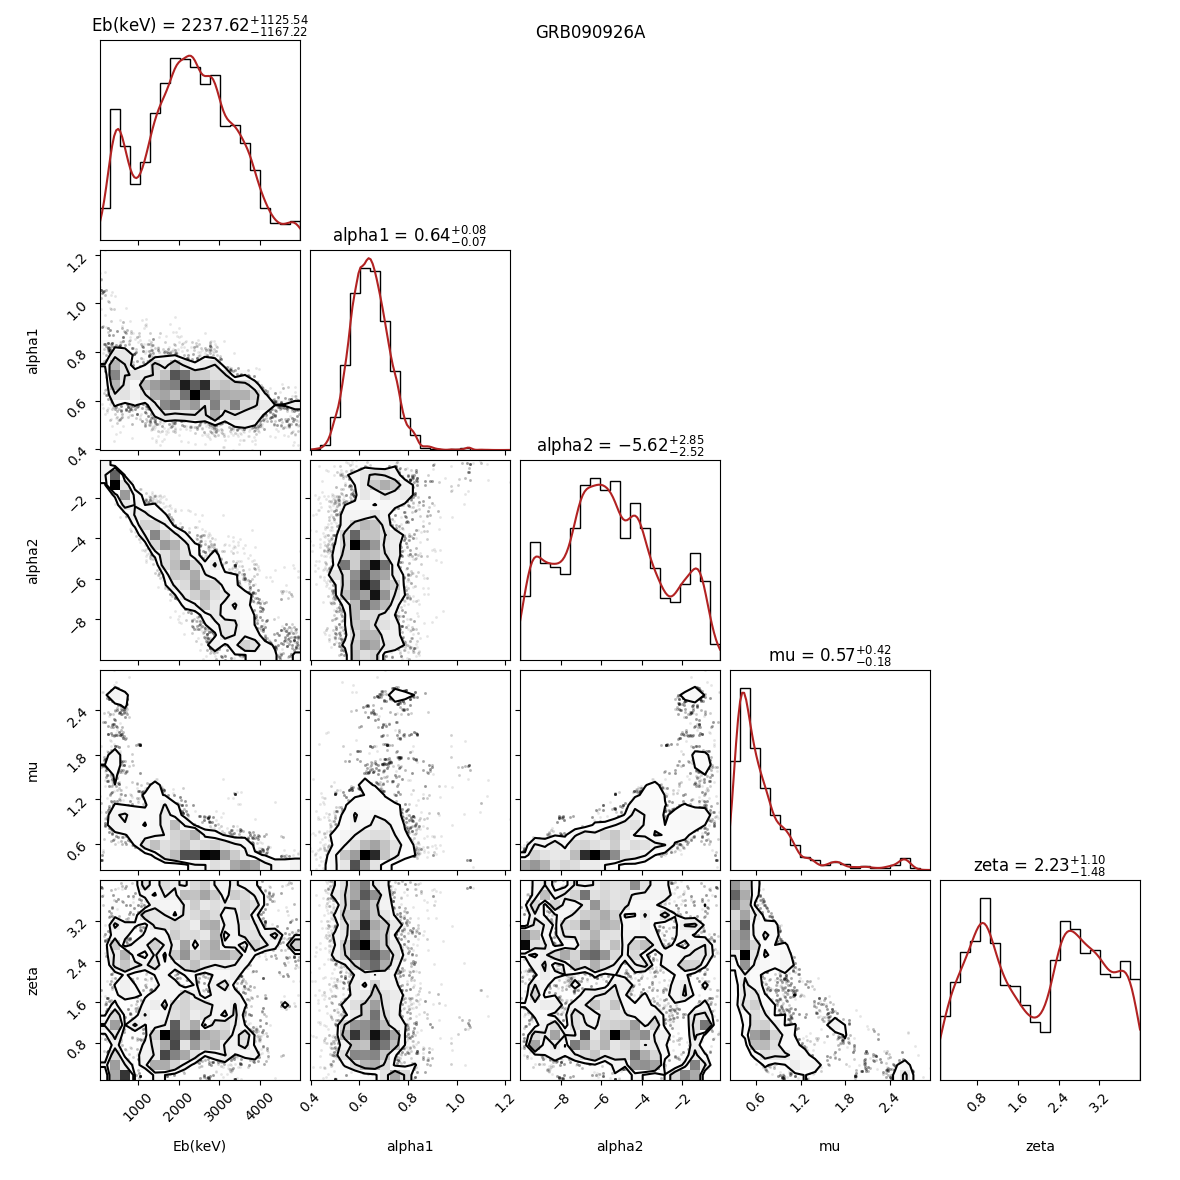 Eb(keV) = 2237.62+1125.54 −1167.22
GRB090926A
alpha1 = 0.64+0.08 −0.07
alpha1
1.2
1.0
0.8
0.6
0.4
alpha2 = −5.62+2.85 −2.52
alpha2
−2
−4
−6
−8
mu = 0.57+0.42 −0.18
mu
2.4
1.8
1.2
0.6
zeta = 2.23+1.10 −1.48
zeta
3.2
2.4
1.6
0.8
1000 2000 3000 4000 0.4 0.6 0.8 1.0 1.2 −8 −6 −4 −2 0.6 1.2 1.8 2.4 0.8 1.6 2.4 3.2
Eb(keV) alpha1 alpha2 mu zeta